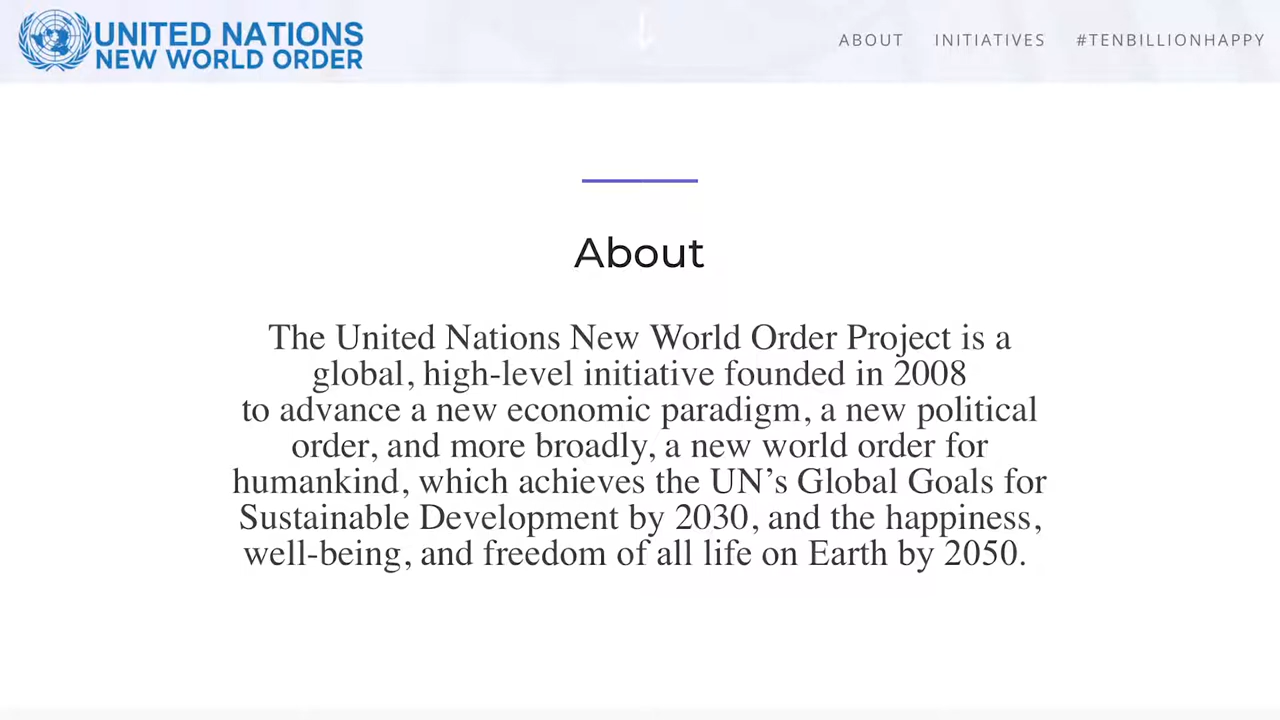 UNITED NATIONS
NEW WORLD ORDER
ABOUT INITIATIVES #TENBILLIONHAPPY
About
The United Nations New World Order Project is a
global, high-level initiative founded in 2008
to advance a new economic paradigm, a new political
order, and more broadly, a new world order for
humankind, which achieves the UN’s Global Goals for
Sustainable Development by 2030, and the happiness,
well-being, and freedom of all life on Earth by 2050.